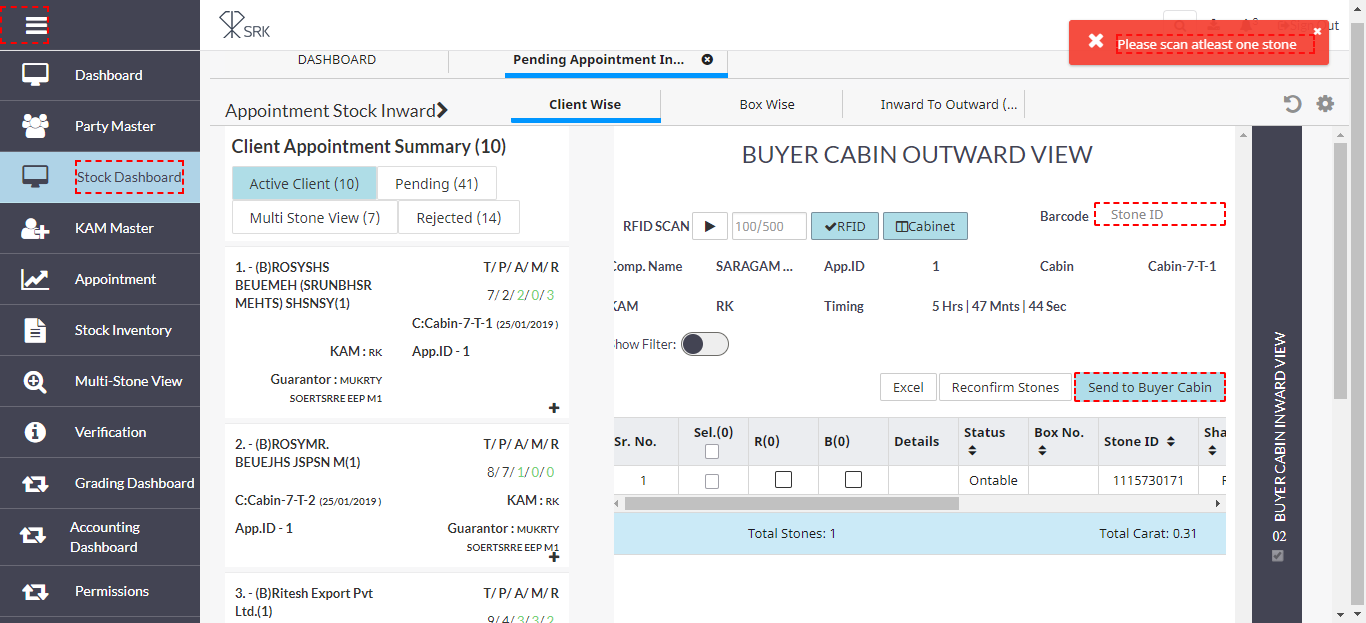 SRK
Please scan atleast one stone
Dashboard
Party Master
Stock Dashboard
KAM Master
Appointment
Stock Inventory
Multi-Stone View
Verification
Grading Dashboard
Accounting
Dashboard
Permissions
DASHBOARD
Pending Appointment In...
Appointment Stock Inward
Client Wise
Box Wise
Inward To Outward (...
Client Appointment Summary (10)
Active Client (10)
Pending (41)
Multi Stone View (7)
Rejected (14)
1. - (B)ROSYSHS
BEUEMEH (SRUNBHSR
MEHTS) SHSNSY(1)
T/ P/ A/ M/ R
7/ 2/ 2/ 0/ 3
C:Cabin-7-T-1 (25/01/2019 )
KAM : RK
App.ID - 1
Guarantor : MUKRTY
SOERTSRRE EEP M1
2. - (B)ROSYMR.
BEUEJHS JSPSN M(1)
T/ P/ A/ M/ R
8/ 7/ 1/ 0/ 0
C:Cabin-7-T-2 (25/01/2019 )
KAM : RK
App.ID - 1
Guarantor : MUKRTY
SOERTSRRE EEP M1
3. - (B)Ritesh Export Pvt
Ltd.(1)
T/ P/ A/ M/ R
9/ 4/ 3/ 3/ 2
BUYER CABIN OUTWARD VIEW
RFID SCAN
100/500
RFID
Cabinet
Barcode
Stone ID
Comp. Name
SARAGAM ...
App.ID
1
Cabin
Cabin-7-T-1
KAM
RK
Timing
5 Hrs | 47 Mnts | 44 Sec
Show Filter:
Excel
Reconfirm Stones
Send to Buyer Cabin
Sr. No.
Sel.(0)
R(0)
B(0)
Details
Status
Box No.
Stone ID
Sha
1
Ontable
1115730171
Total Stones: 1
Total Carat: 0.31
BUYER CABIN INWARD VIEW
02